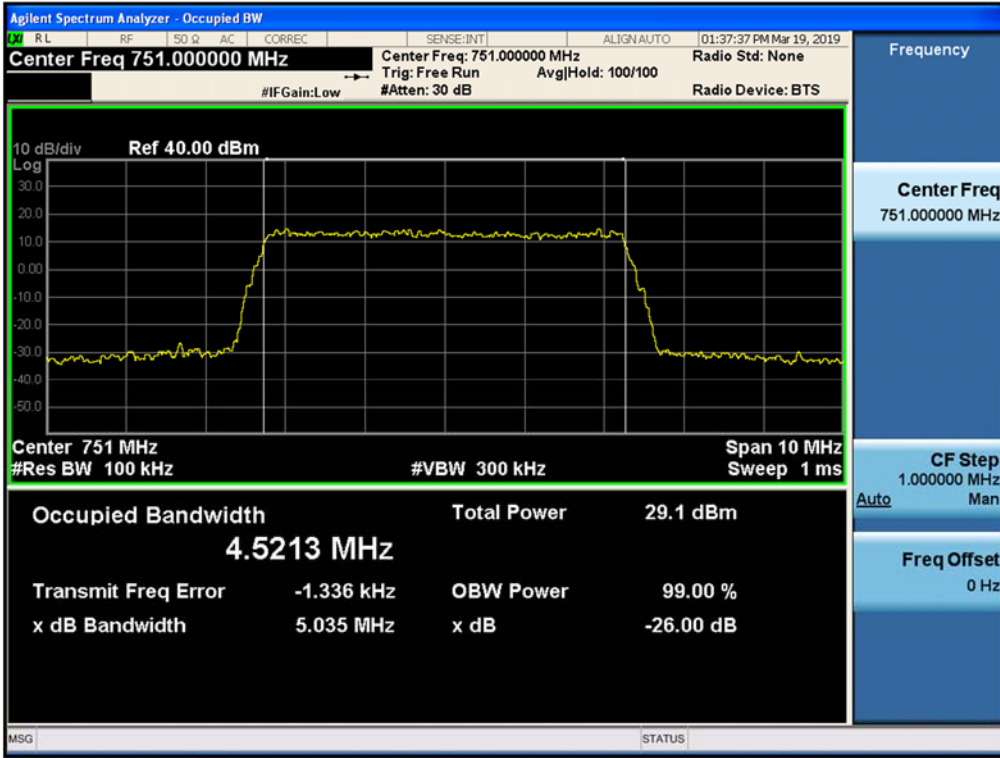 Agilent Spectrum Analyzer - Occupied BW
LXI RL RF 50 Ω AC CORREC SENSE:INT ALIGN AUTO 01:37:37 PM Mar 19, 2019
Center Freq 751.000000 MHz Center Freq: 751.000000 MHz Radio Std: None
Trig: Free Run Avg|Hold: 100/100
#IFGain:Low #Atten: 30 dB Radio Device: BTS
10 dB/div Ref 40.00 dBm
Log
30.0
20.0
10.0
0.00
-10.0
-20.0
-30.0
-40.0
-50.0
Center 751 MHz Span 10 MHz
#Res BW 100 kHz #VBW 300 kHz Sweep 1 ms
Occupied Bandwidth Total Power 29.1 dBm
4.5213 MHz
Transmit Freq Error -1.336 kHz OBW Power 99.00 %
x dB Bandwidth 5.035 MHz x dB -26.00 dB
MSG STATUS
Frequency
Center Freq
751.000000 MHz
CF Step
1.000000 MHz
Auto Man
Freq Offset
0 Hz